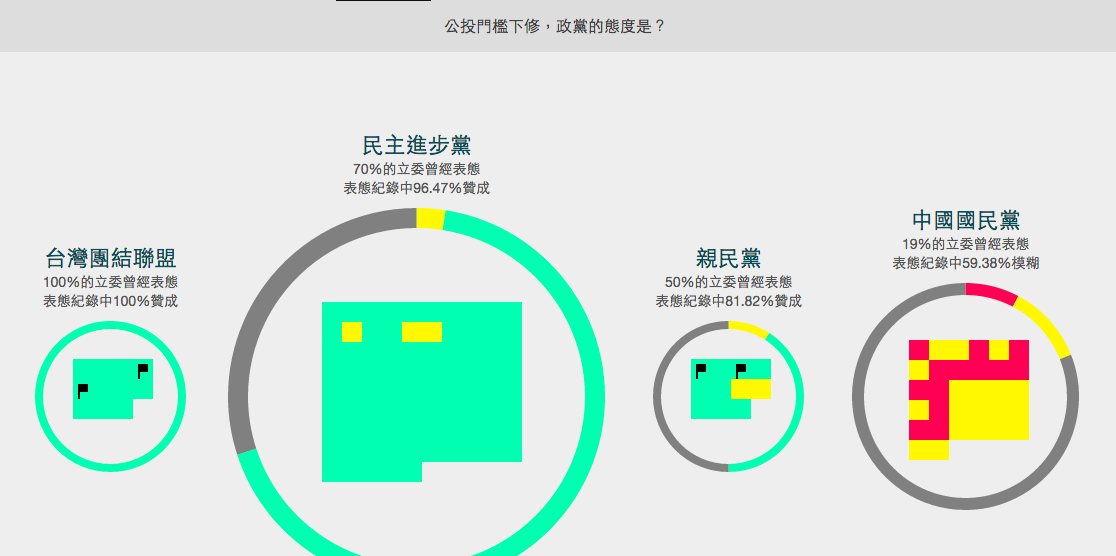 公投門檻下修，政黨的態度是？
民主進步黨
70%的立委曾經表態
表態紀錄中96.47%贊成
中國國民黨
19%的立委曾經表態
表態紀錄中59.38%模糊
台灣團結聯盟
100%的立委曾經表態
表態紀錄中100%贊成
親民黨
50%的立委曾經表態
表態紀錄中81.82%贊成